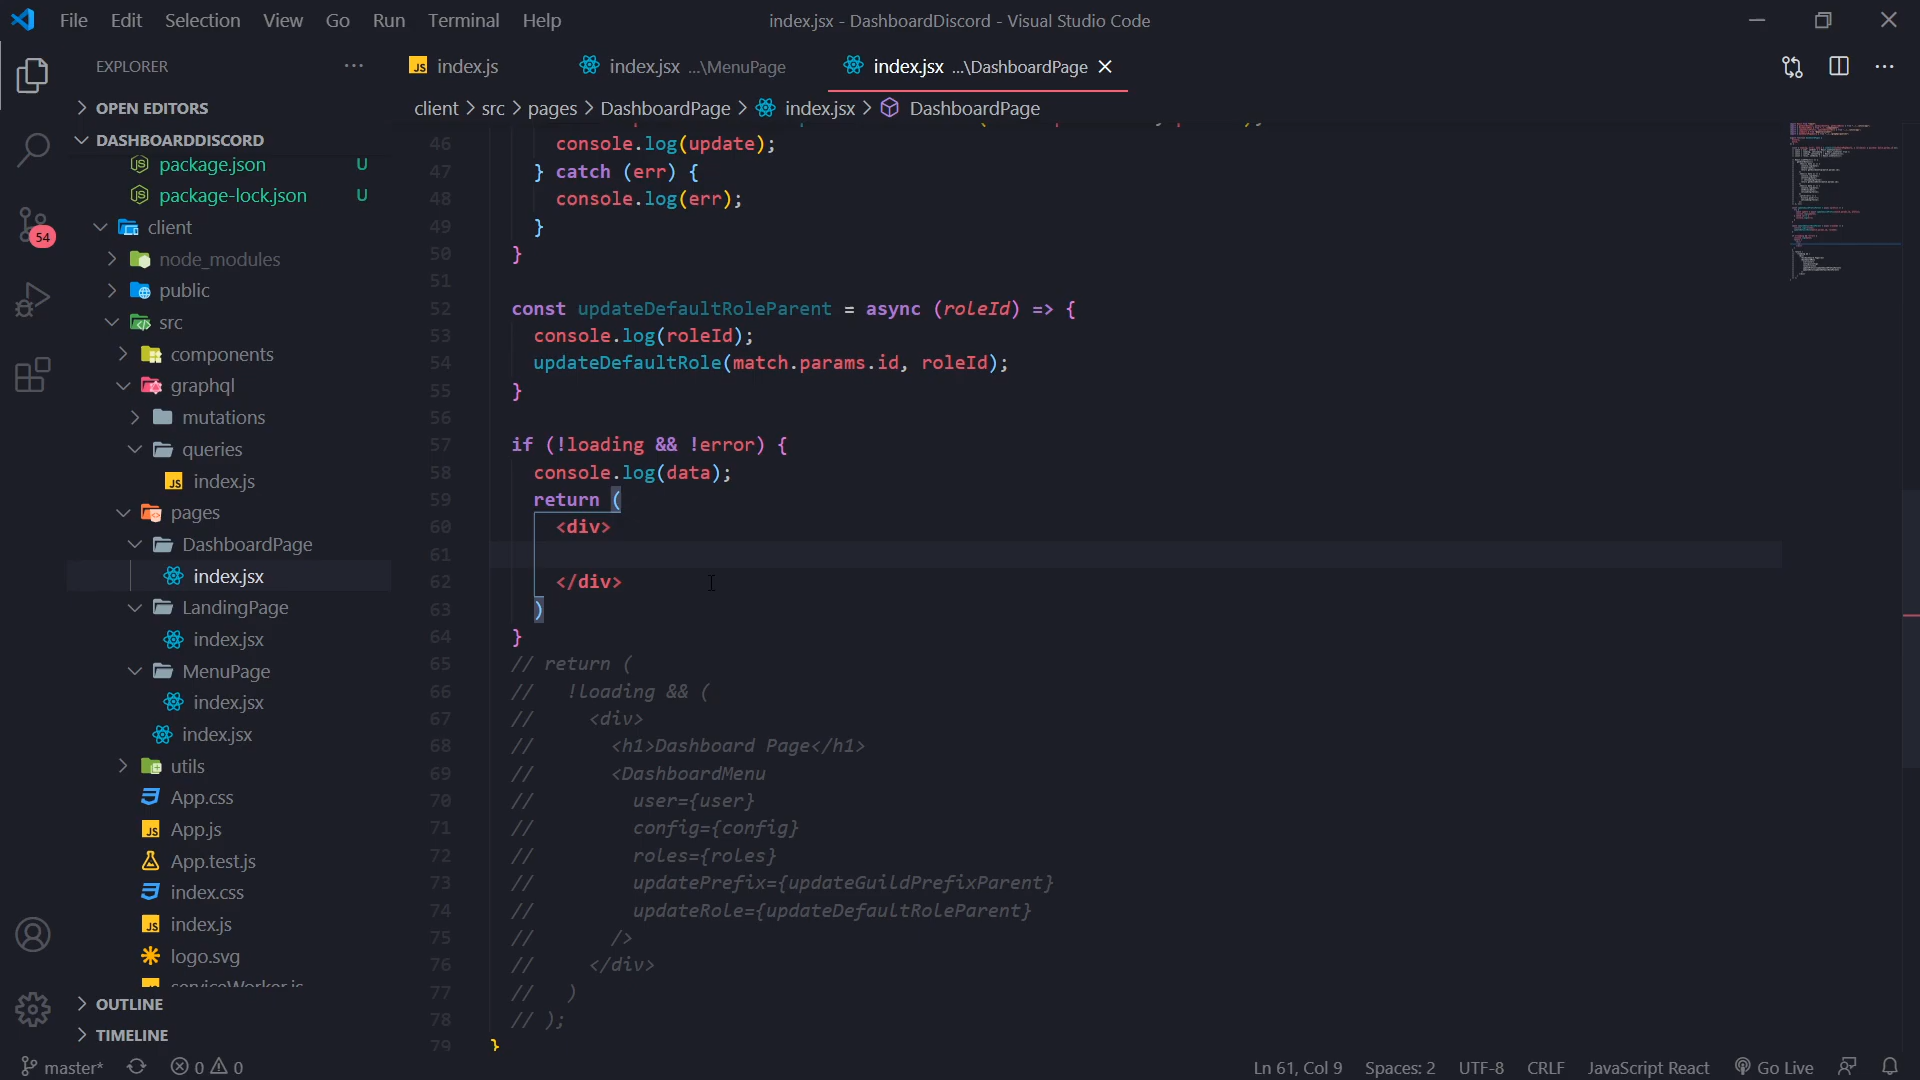 File Edit Selection View Go Run Terminal Help
index.jsx - DashboardDiscord - Visual Studio Code
EXPLORER
index.js
index.jsx ...\MenuPage
index.jsx ...\DashboardPage
OPEN EDITORS
client > src > pages > DashboardPage > index.jsx > DashboardPage
DASHBOARDDISCORD
package.json U
package-lock.json U
client
node_modules
public
src
components
graphql
mutations
queries
index.js
pages
DashboardPage
index.jsx
LandingPage
index.jsx
MenuPage
index.jsx
index.jsx
utils
App.css
App.js
App.test.js
index.css
index.js
logo.svg
serviceWorker.js
OUTLINE
TIMELINE
54
46 console.log(update);
47 } catch (err) {
48 console.log(err);
49 }
50 }
51
52 const updateDefaultRoleParent = async (roleId) => {
53 console.log(roleId);
54 updateDefaultRole(match.params.id, roleId);
55 }
56
57 if (!loading && !error) {
58 console.log(data);
59 return (
60 <div>
61
62 </div>
63 )
64 }
65 // return (
66 // !loading && (
67 // <div>
68 // <h1>Dashboard Page</h1>
69 // <DashboardMenu
70 // user={user}
71 // config={config}
72 // roles={roles}
73 // updatePrefix={updateGuildPrefixParent}
74 // updateRole={updateDefaultRoleParent}
75 // />
76 // </div>
77 // )
78 // );
79 }
master* 0 0 Ln 61, Col 9 Spaces: 2 UTF-8 CRLF JavaScript React Go Live